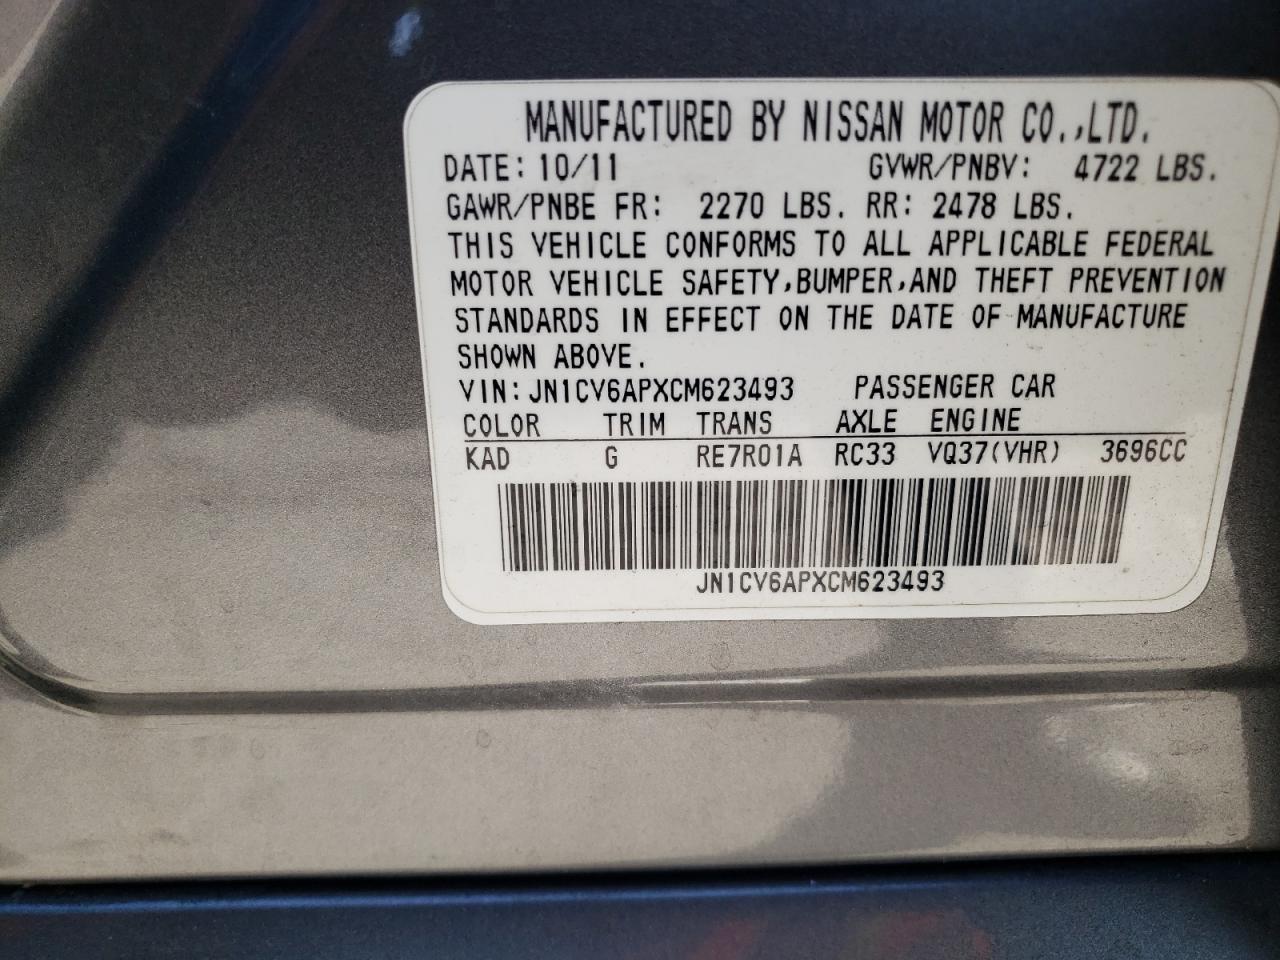 MANUFACTURED BY NISSAN MOTOR CO.,LTD.
DATE: 10/11 GVWR/PNBV: 4722 LBS.
GAWR/PNBE FR: 2270 LBS. RR: 2478 LBS.
THIS VEHICLE CONFORMS TO ALL APPLICABLE FEDERAL
MOTOR VEHICLE SAFETY,BUMPER,AND THEFT PREVENTION
STANDARDS IN EFFECT ON THE DATE OF MANUFACTURE
SHOWN ABOVE.
VIN:JN1CV6APXCM623493 PASSENGER CAR
COLOR TRIM TRANS AXLE ENGINE
KAD G RE7R01A RC33 VQ37(VHR) 3696CC
JN1CV6APXCM623493